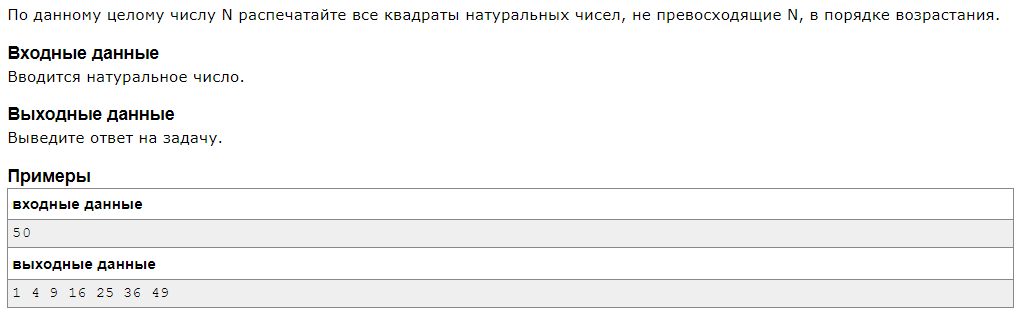 По данному целому числу N распечатайте все квадраты натуральных чисел, не превосходящие N, в порядке возрастания.
Входные данные
Вводится натуральное число.
Выходные данные
Выведите ответ на задачу.
Примеры
входные данные
50
выходные данные
1 4 9 16 25 36 49